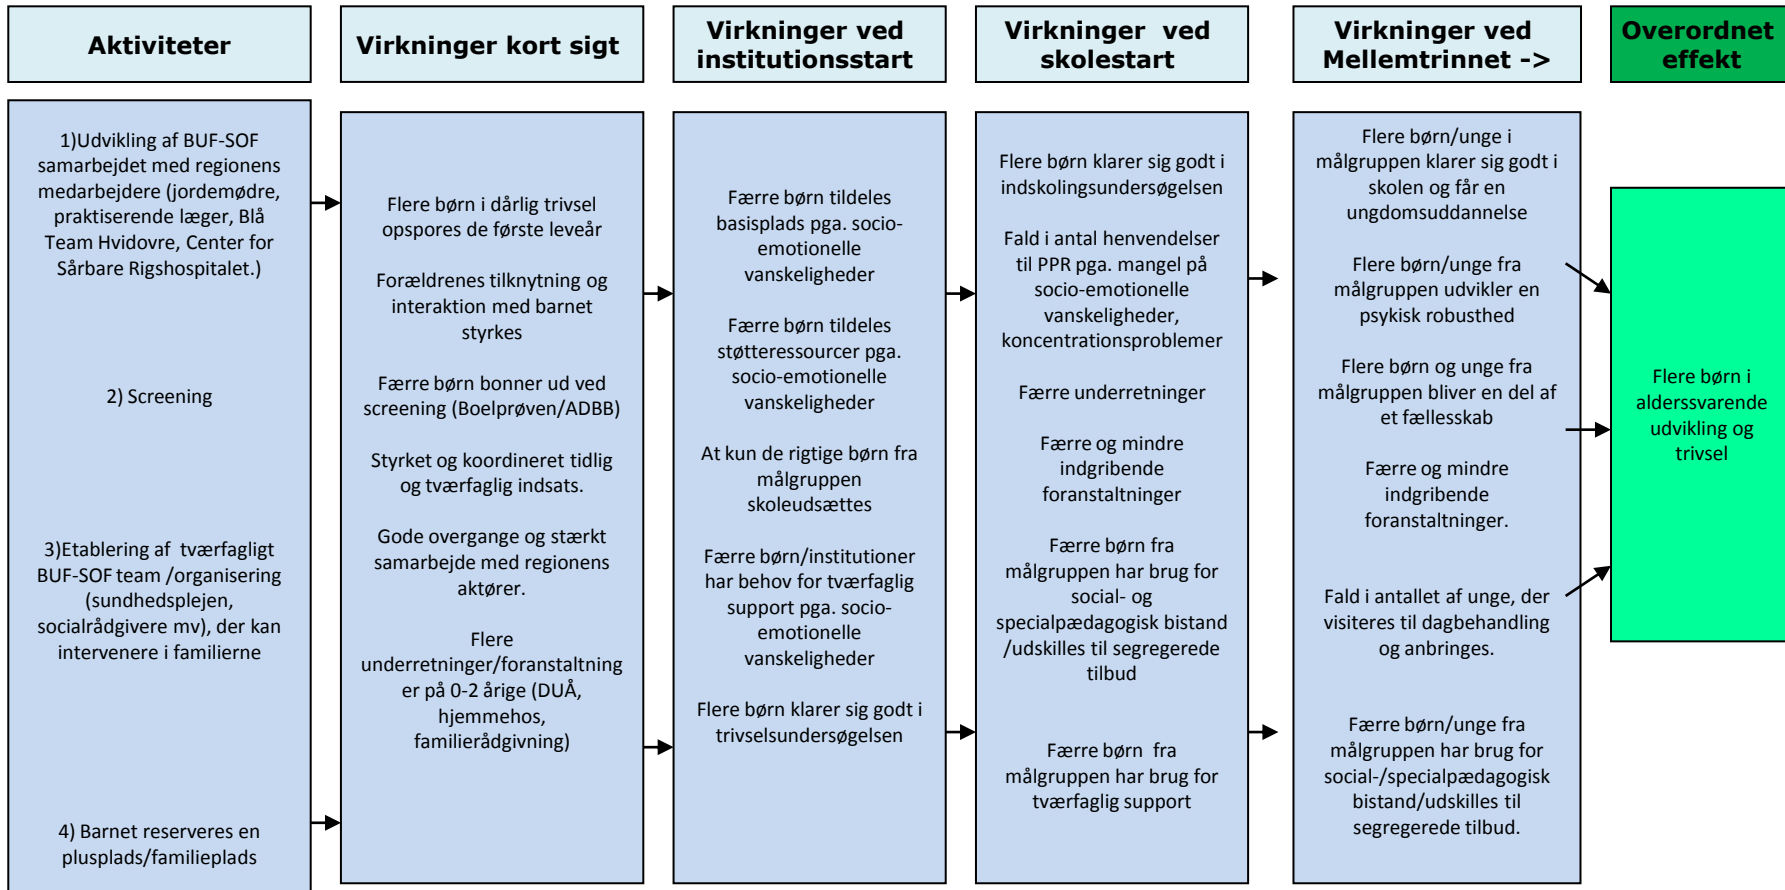 Aktiviteter
Virkninger kort sigt
Virkninger ved
institutionsstart
Virkninger ved
skolestart
Virkninger ved
Mellemtrinnet ->
Overordnet
effekt
1)Udvikling af BUF-SOF
samarbejdet med regionens
medarbejdere (jordemødre,
praktiserende læger, Blå
Team Hvidovre, Center for
Sårbare Rigshospitalet.)
2) Screening
3)Etablering af tværfagligt
BUF-SOF team /organisering
(sundhedsplejen,
socialrådgivere mv), der kan
intervenere i familierne
4) Barnet reserveres en
plusplads/familieplads
Flere børn i dårlig trivsel
opspores de første leveår
Forældrenes tilknytning og
interaktion med barnet
styrkes
Færre børn bonner ud ved
screening (Boelprøven/ADBB)
Styrket og koordineret tidlig
og tværfaglig indsats.
Gode overgange og stærkt
samarbejde med regionens
aktører.
Flere
underretninger/foranstaltning
er på 0-2 årige (DUÅ,
hjemmehos,
familierådgivning)
Færre børn tildeles
basisplads pga. socio-
emotionelle
vanskeligheder
Færre børn tildeles
støtteressourcer pga.
socio-emotionelle
vanskeligheder
At kun de rigtige børn fra
målgruppen
skoleudsættes
Færre børn/institutioner
har behov for tværfaglig
support pga. socio-
emotionelle
vanskeligheder
Flere børn klarer sig godt i
trivselsundersøgelsen
Flere børn klarer sig godt i
indskolingsundersøgelsen
Fald i antal henvendelser
til PPR pga. mangel på
socio-emotionelle
vanskeligheder,
koncentrationsproblemer
Færre underretninger
Færre og mindre
indgribende
foranstaltninger
Færre børn fra
målgruppen har brug for
social- og
specialpædagogisk bistand
/udskilles til segregerede
tilbud
Færre børn fra
målgruppen har brug for
tværfaglig support
Flere børn/unge i
målgruppen klarer sig godt i
skolen og får en
ungdomsuddannelse
Flere børn/unge fra
målgruppen udvikler en
psykisk robusthed
Flere børn og unge fra
målgruppen bliver en del af
et fællesskab
Færre og mindre
indgribende
foranstaltninger.
Fald i antallet af unge, der
visiteres til dagbehandling
og anbringes.
Færre børn/unge fra
målgruppen har brug for
social-/specialpædagogisk
bistand/udskilles til
segregerede tilbud.
Flere børn i
alderssvarende
udvikling og
trivsel